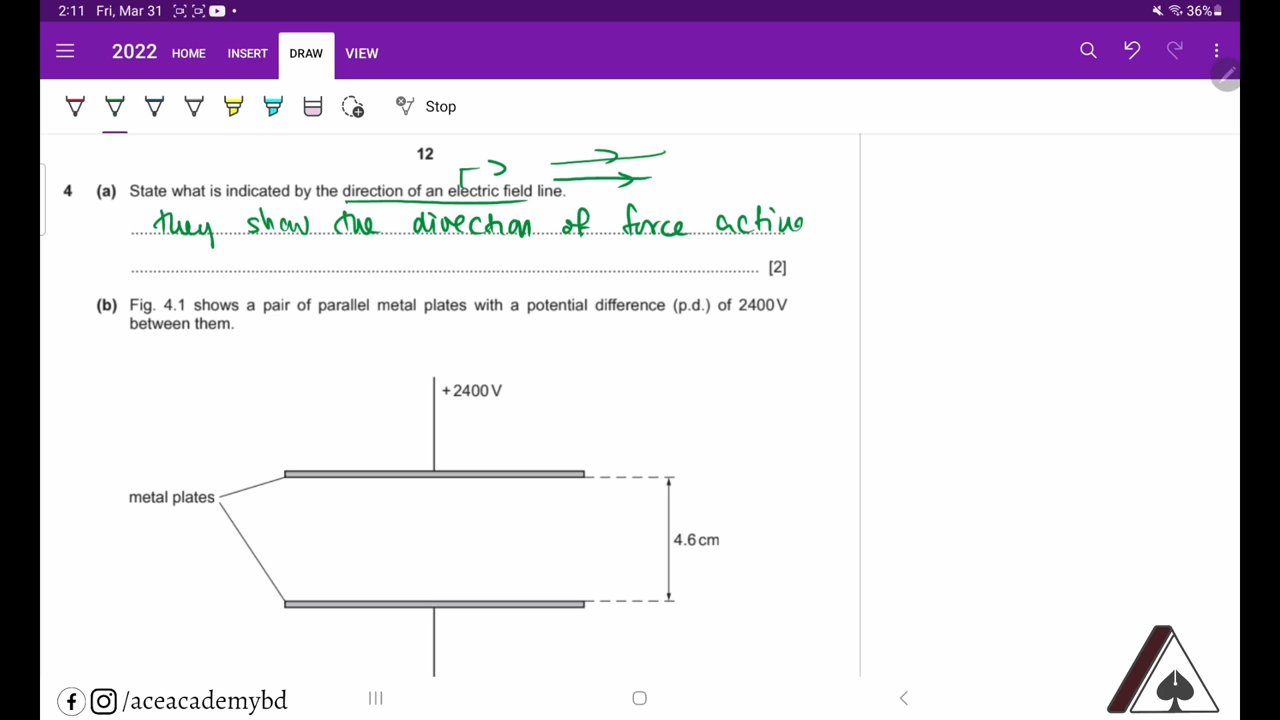 2:11 Fri, Mar 31
36%
2022 HOME INSERT DRAW VIEW
Stop
12
4 (a) State what is indicated by the direction of an electric field line.
they show the direction of force acting
[2]
(b) Fig. 4.1 shows a pair of parallel metal plates with a potential difference (p.d.) of 2400 V
between them.
+2400 V
metal plates
4.6 cm
/aceacademybd